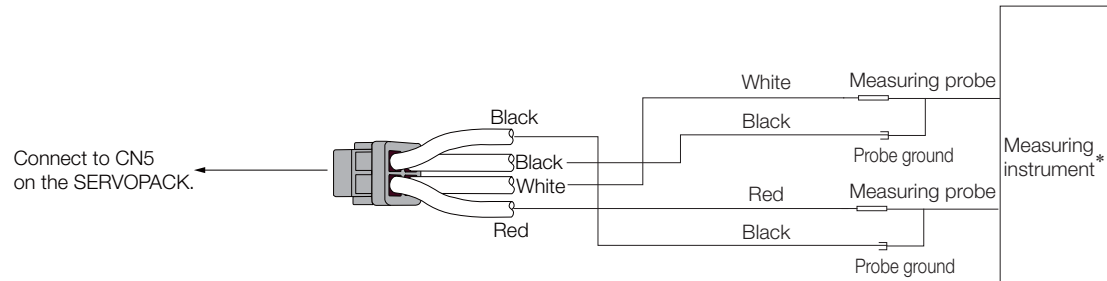 White
Measuring probe
Black
Black
Probe ground
Connect to CN5
on the SERVOPACK.
Black
White
Measuring
instrument*
Measuring probe
Red
Red
Black
Probe ground